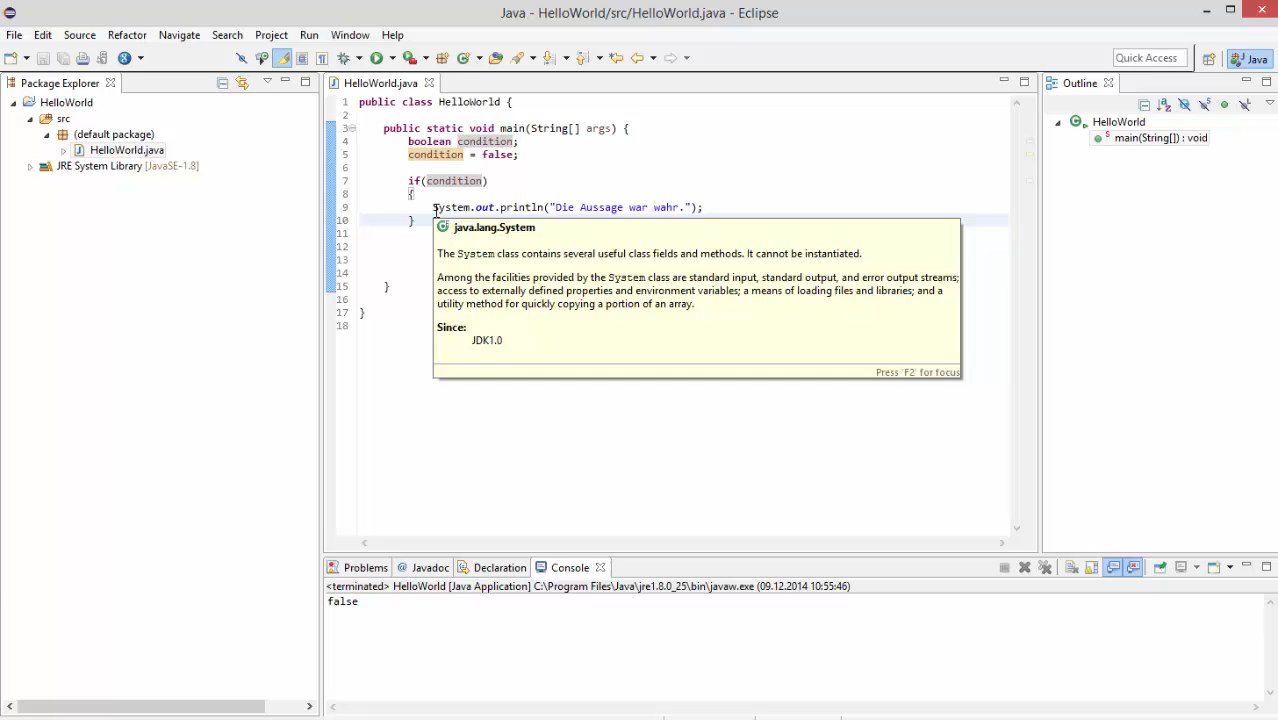 Java - HelloWorld/src/HelloWorld.java - Eclipse
File Edit Source Refactor Navigate Search Project Run Window Help
Quick Access
Java
Package Explorer
HelloWorld.java
Outline
HelloWorld
src
(default package)
HelloWorld.java
JRE System Library [JavaSE-1.8]
1 public class HelloWorld {
2
3 public static void main(String[] args) {
4 boolean condition;
5 condition = false;
6
7 if(condition)
8 {
9 System.out.println("Die Aussage war wahr.");
10 }
11
12
13
14
15 }
16
17 }
18
java.lang.System
The System class contains several useful class fields and methods. It cannot be instantiated.
Among the facilities provided by the System class are standard input, standard output, and error output streams;
access to externally defined properties and environment variables; a means of loading files and libraries; and a
utility method for quickly copying a portion of an array.
Since:
JDK1.0
Press 'F2' for focus
HelloWorld
main(String[]) : void
Problems
@ Javadoc
Declaration
Console
<terminated> HelloWorld [Java Application] C:\Program Files\Java\jre1.8.0_25\bin\javaw.exe (09.12.2014 10:55:46)
false